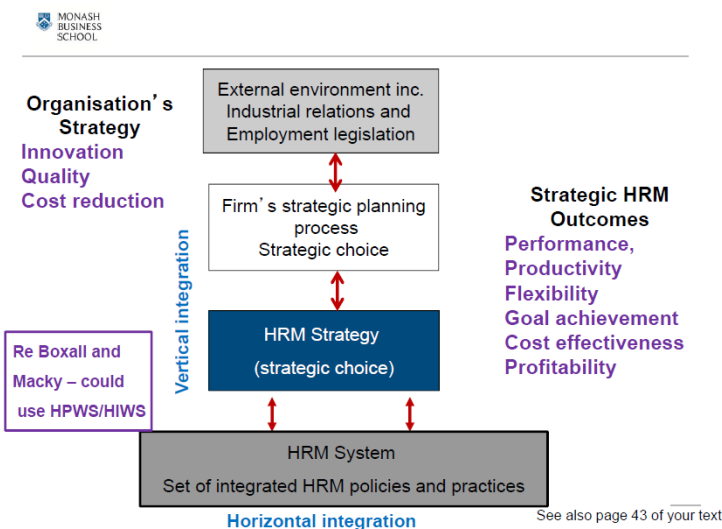 MONASH
BUSINESS
SCHOOL
External environment inc.
Industrial relations and
Employment legislation
Organisation’s
Strategy
Innovation
Quality
Cost reduction
Firm’s strategic planning
process
Strategic choice
Strategic HRM
Outcomes
Performance,
Productivity
Flexibility
Goal achievement
Cost effectiveness
Profitability
Vertical integration
HRM Strategy
(strategic choice)
Re Boxall and
Macky – could
use HPWS/HIWS
HRM System
Set of integrated HRM policies and practices
Horizontal integration
See also page 43 of your text